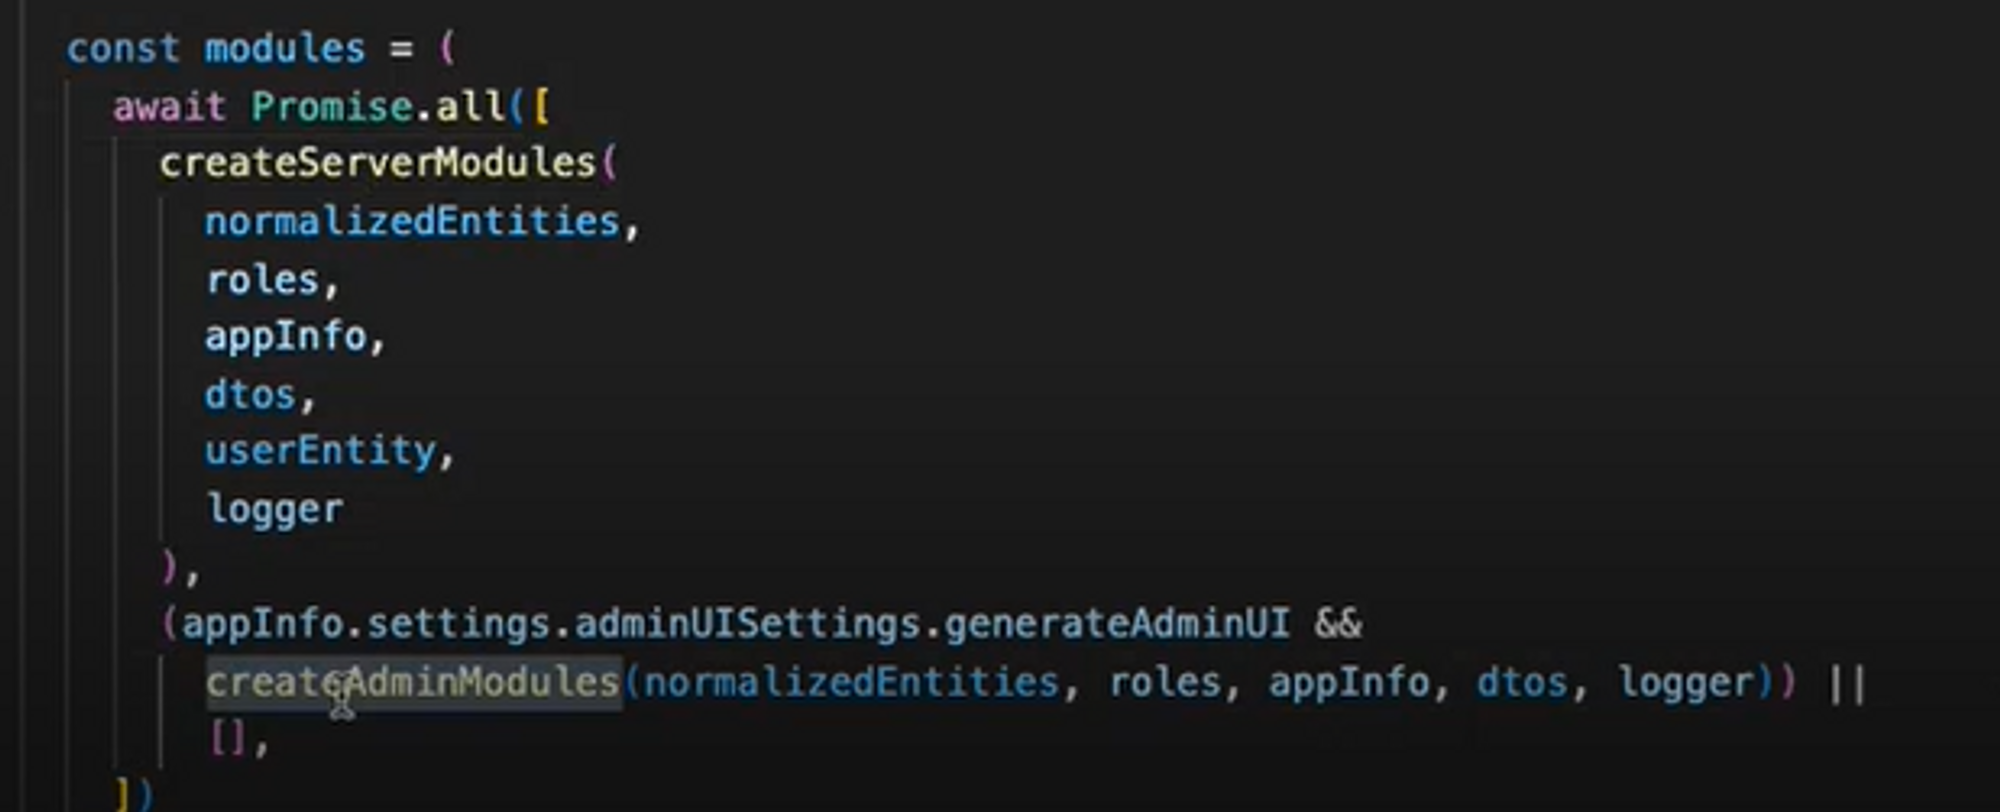 const modules = (
await Promise.all([
createServerModules(
normalizedEntities,
roles,
appInfo,
dtos,
userEntity,
logger
),
(appInfo.settings.adminUISettings.generateAdminUI &&
createAdminModules(normalizedEntities, roles, appInfo, dtos, logger)) ||
[],
])